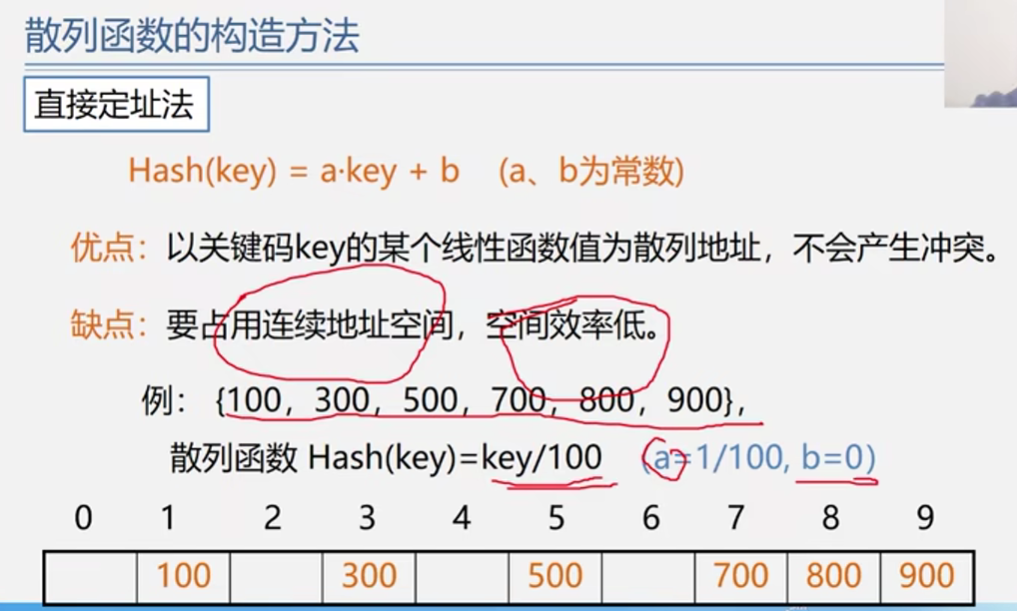 散列函数的构造方法
直接定址法
Hash(key) = a·key + b (a、b为常数)
优点：以关键码key的某个线性函数值为散列地址，不会产生冲突。
缺点：要占用连续地址空间，空间效率低。
例：{100，300，500，700，800，900}，
散列函数 Hash(key)=key/100 (a=1/100, b=0)
0 1 2 3 4 5 6 7 8 9
100 300 500 700 800 900